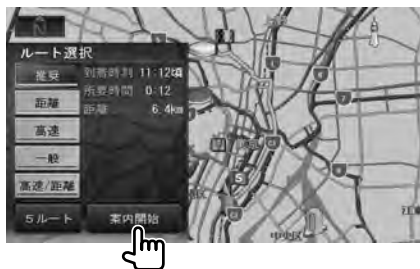 N
ルート選択
推奨
到着時刻 11:12頃
所要時間 0:12
距離 6.4km
距離
高速
一般
高速/距離
5ルート
案内開始
中央区